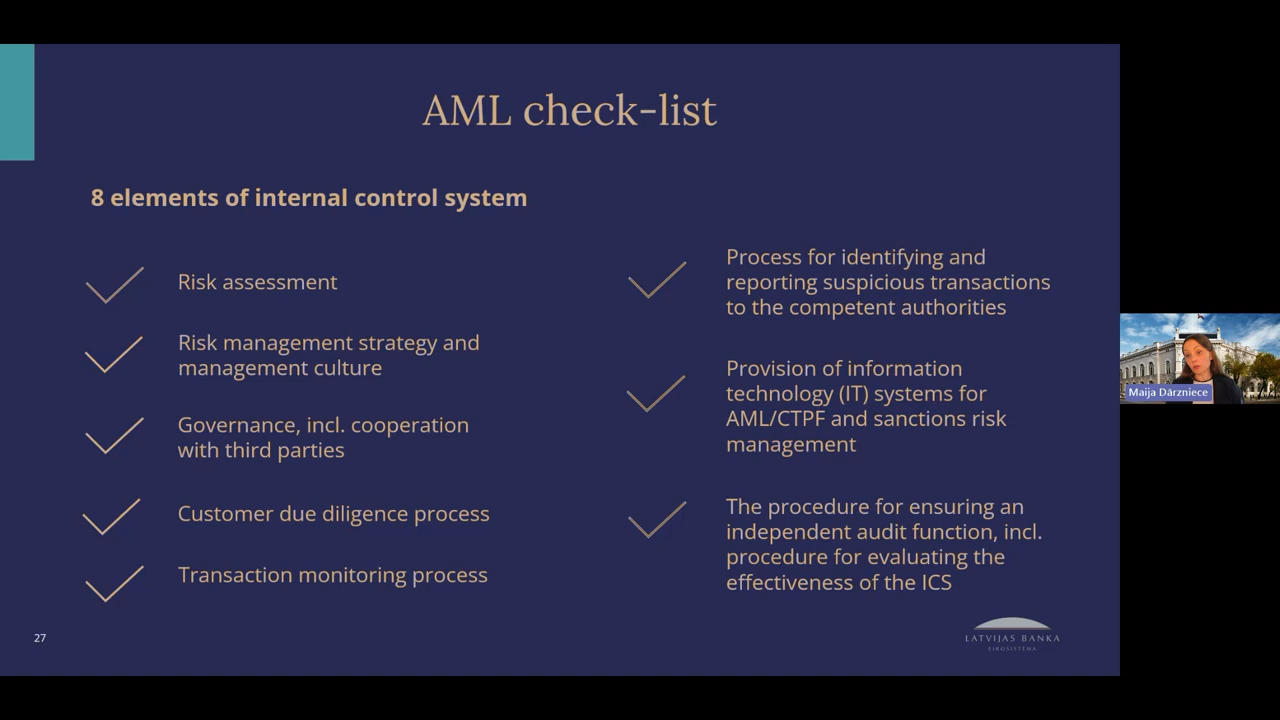 AML check-list
8 elements of internal control system
Risk assessment
Risk management strategy and
management culture
Governance, incl. cooperation
with third parties
Customer due diligence process
Transaction monitoring process
Process for identifying and
reporting suspicious transactions
to the competent authorities
Provision of information
technology (IT) systems for
AML/CTPF and sanctions risk
management
The procedure for ensuring an
independent audit function, incl.
procedure for evaluating the
effectiveness of the ICS
27
LATVIJAS BANKA
EIROSISTĒMA
Maija Dārzniece